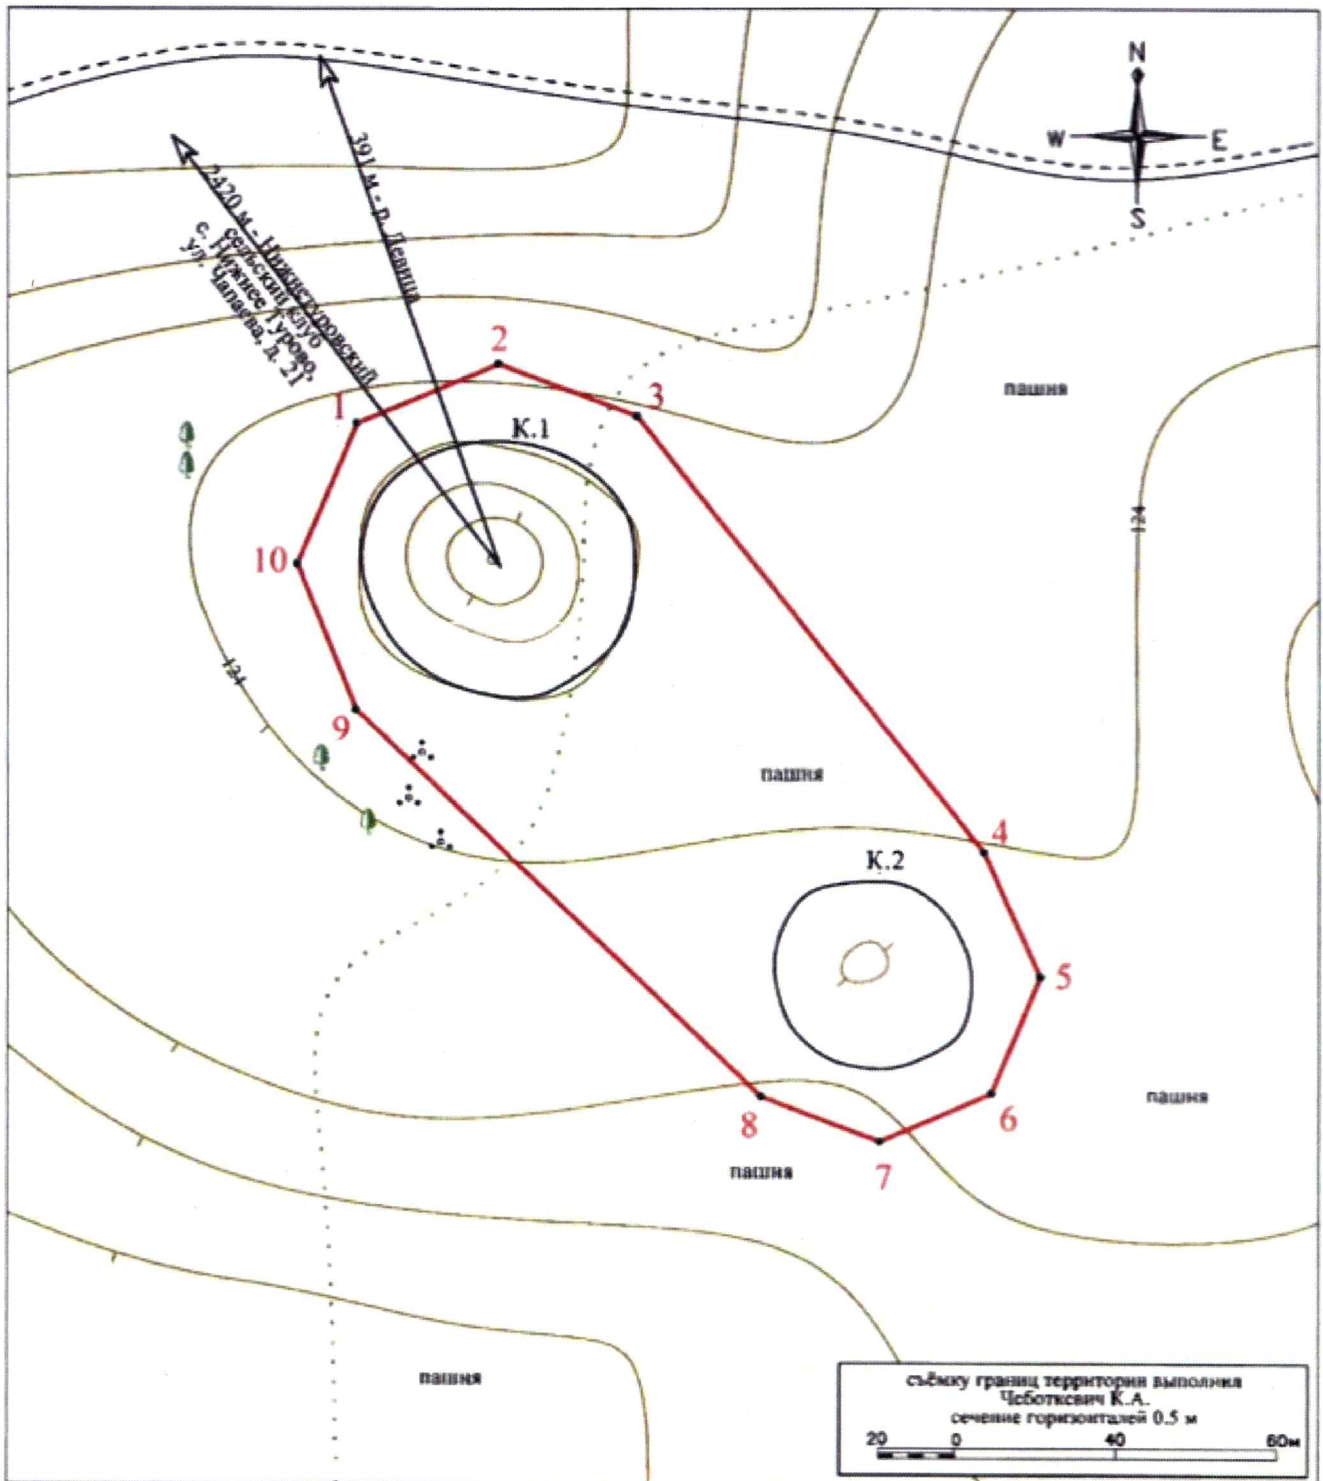 N
W E
S
391 м - р. Девица
2420 м - Нижнетуровский
сельский клуб
с. Нижнее Турово,
ул. Чапаева, д. 21
2
1
3
К.1
пашня
10
124
124
9
пашня
4
К.2
5
8
6
7
пашня
пашня
пашня
съёмку границ территории выполнил
Чеботкевич К.А.
сечение горизонталей 0.5 м
20 0 40 80м